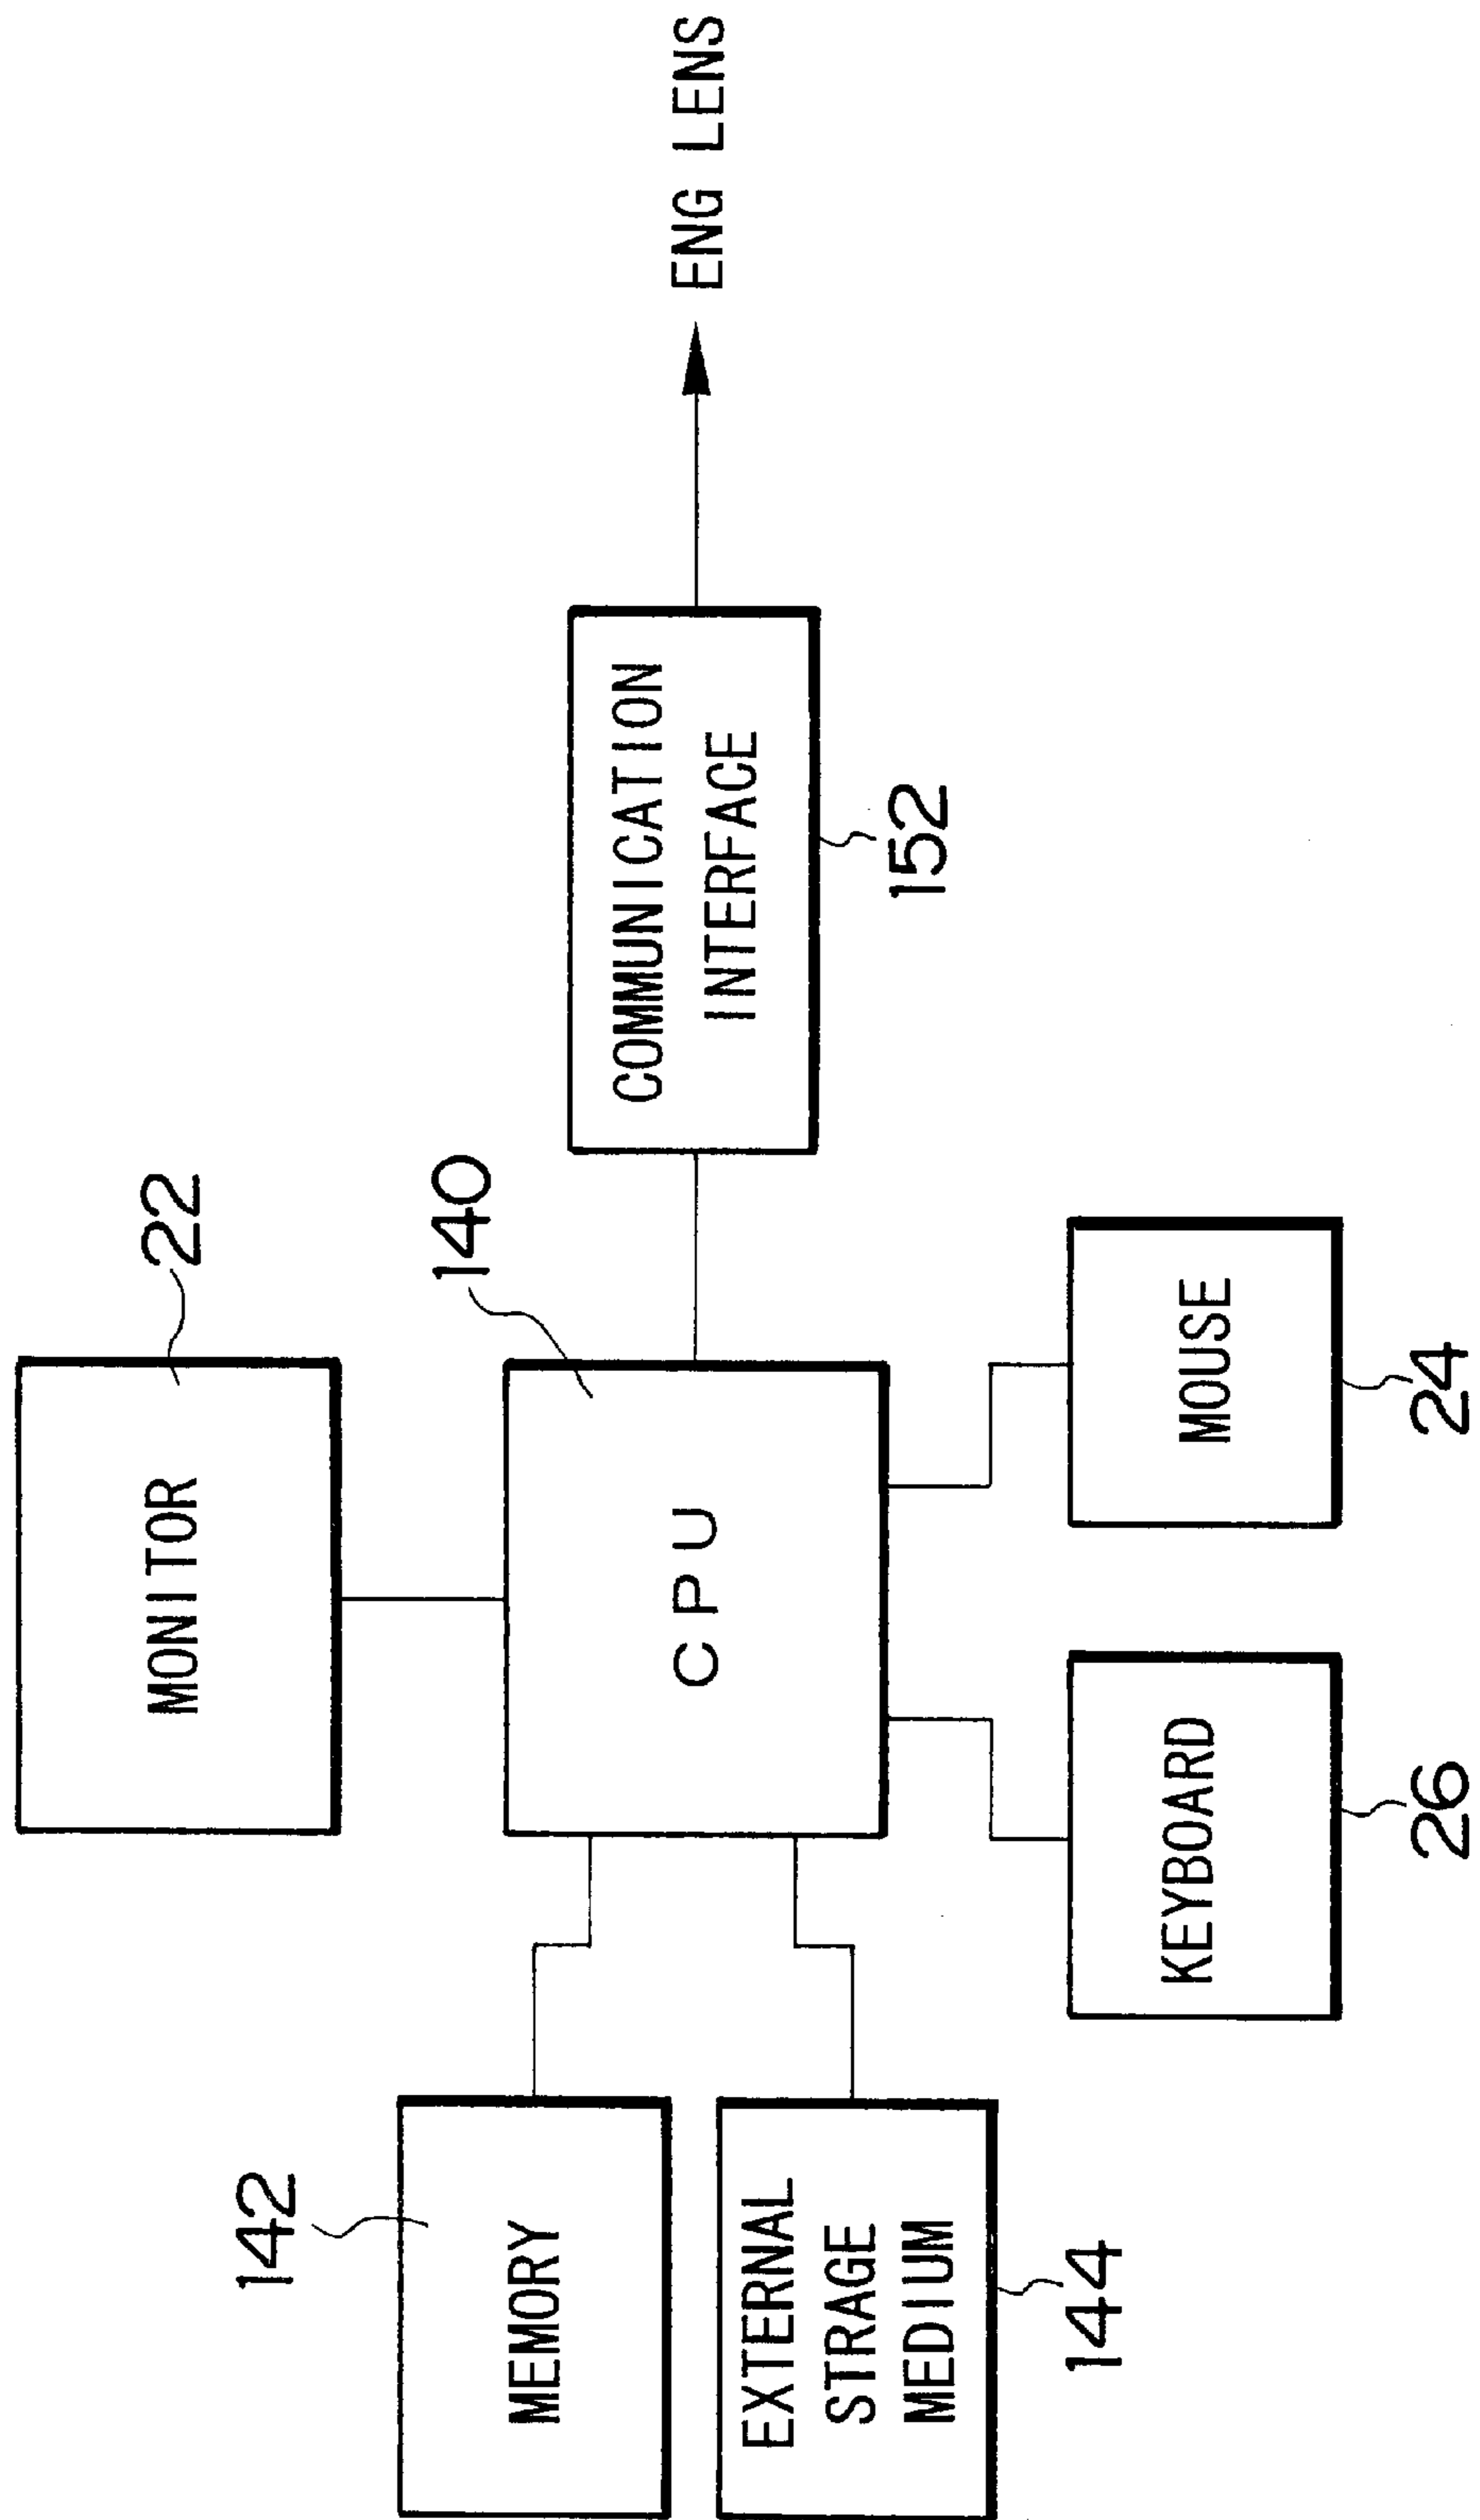 MONITOR
22
142
MEMORY
CPU
140
COMMUNICATION
INTERFACE
152
ENG LENS
EXTERNAL
STRAGE
MEDIUM
144
KEYBOARD
26
MOUSE
24